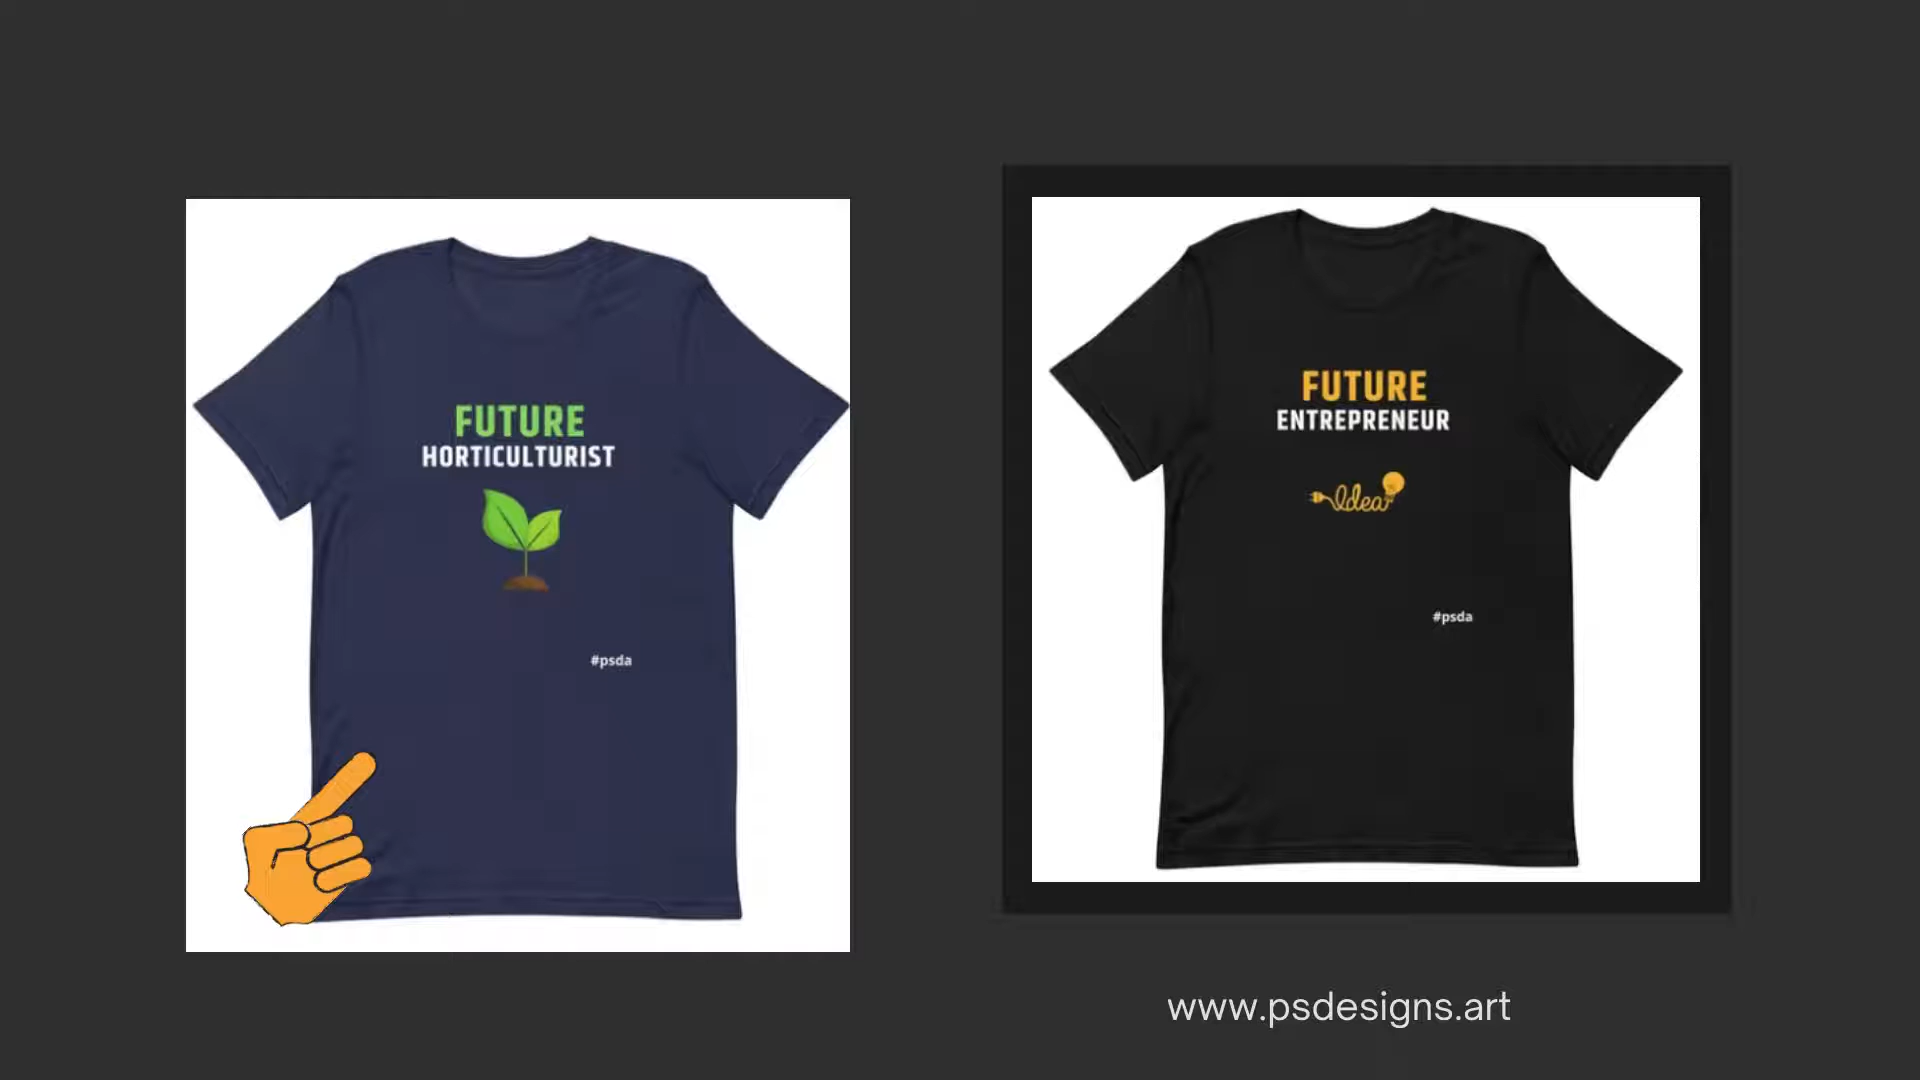 FUTURE
HORTICULTURIST
#psda
FUTURE
ENTREPRENEUR
Idea
#psda
www.psdesigns.art